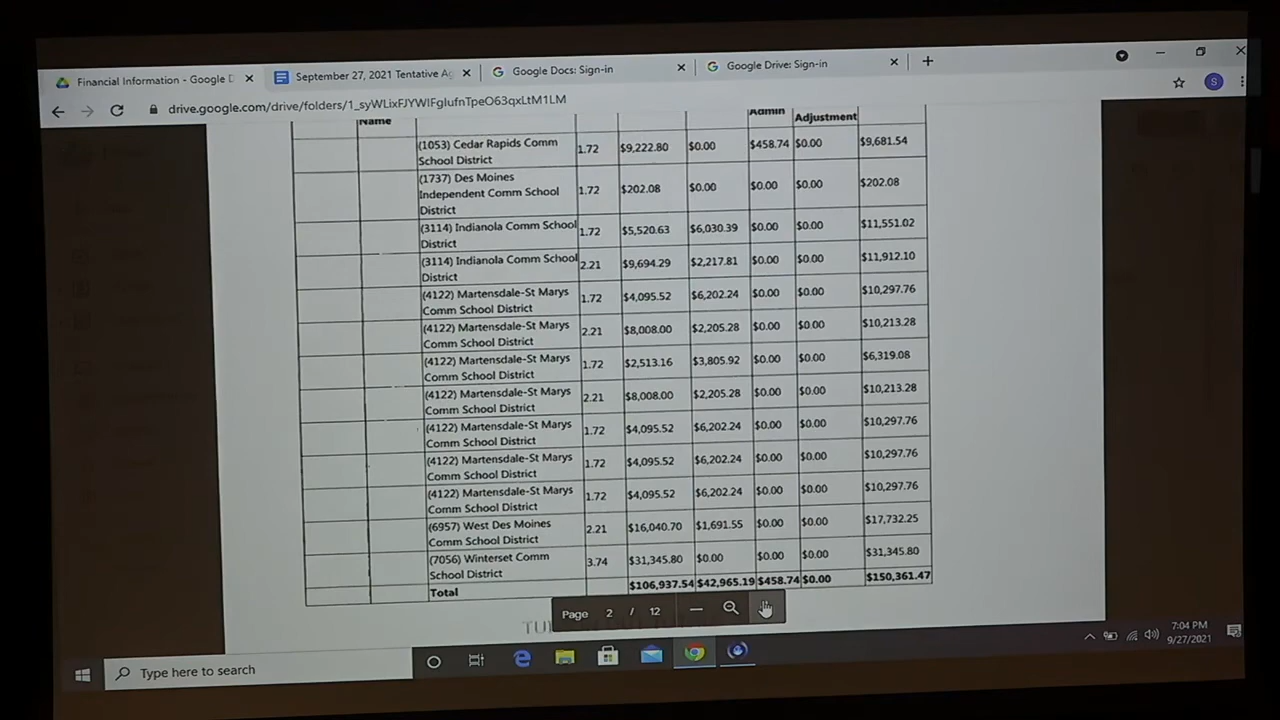 Financial Information - Google D
September 27, 2021 Tentative Ag
Google Docs: Sign-in
Google Drive: Sign-in
drive.google.com/drive/folders/1_syWLixFJYWIFglufnTpeO63qxLtM1LM
S
Name Admin Adjustment
(1053) Cedar Rapids Comm
School District 1.72 $9,222.80 $0.00 $458.74 $0.00 $9,681.54
(1737) Des Moines
Independent Comm School
District 1.72 $202.08 $0.00 $0.00 $0.00 $202.08
(3114) Indianola Comm School
District 1.72 $5,520.63 $6,030.39 $0.00 $0.00 $11,551.02
(3114) Indianola Comm School
District 2.21 $9,694.29 $2,217.81 $0.00 $0.00 $11,912.10
(4122) Martensdale-St Marys
Comm School District 1.72 $4,095.52 $6,202.24 $0.00 $0.00 $10,297.76
(4122) Martensdale-St Marys
Comm School District 2.21 $8,008.00 $2,205.28 $0.00 $0.00 $10,213.28
(4122) Martensdale-St Marys
Comm School District 1.72 $2,513.16 $3,805.92 $0.00 $0.00 $6,319.08
(4122) Martensdale-St Marys
Comm School District 2.21 $8,008.00 $2,205.28 $0.00 $0.00 $10,213.28
(4122) Martensdale-St Marys
Comm School District 1.72 $4,095.52 $6,202.24 $0.00 $0.00 $10,297.76
(4122) Martensdale-St Marys
Comm School District 1.72 $4,095.52 $6,202.24 $0.00 $0.00 $10,297.76
(4122) Martensdale-St Marys
Comm School District 1.72 $4,095.52 $6,202.24 $0.00 $0.00 $10,297.76
(6957) West Des Moines
Comm School District 2.21 $16,040.70 $1,691.55 $0.00 $0.00 $17,732.25
(7056) Winterset Comm
School District 3.74 $31,345.80 $0.00 $0.00 $0.00 $31,345.80
Total $106,937.54 $42,965.19 $458.74 $0.00 $150,361.47
Page 2 / 12
Type here to search
7:04 PM
9/27/2021